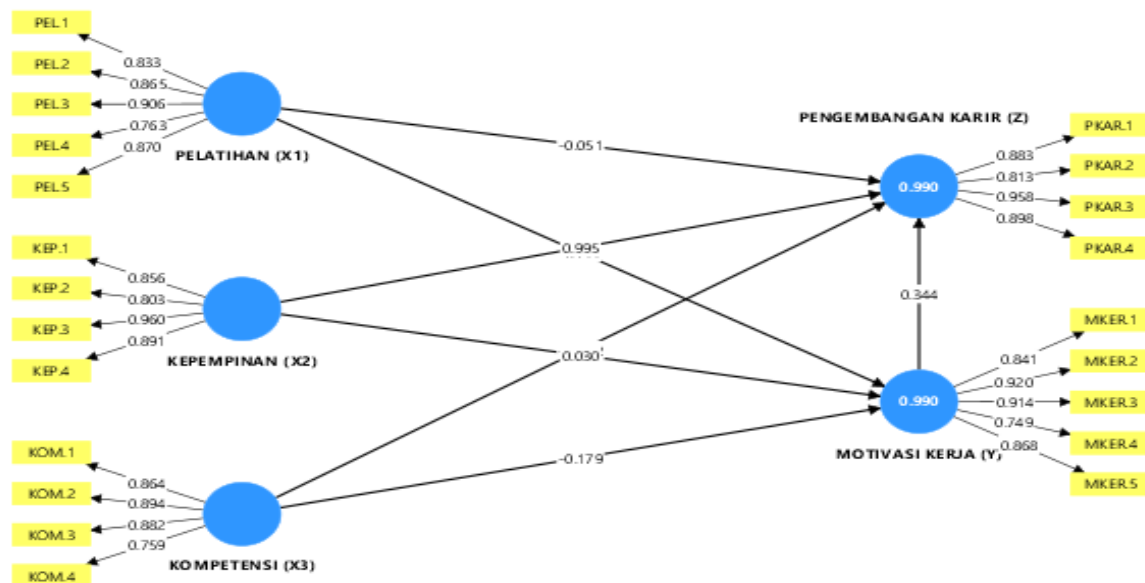 PEL.1
0.833
PEL.2
0.865
PEL.3
0.906
PEL.4
0.763
PEL.5
0.870
PELATIHAN (X1)
KEP.1
0.856
KEP.2
0.803
KEP.3
0.960
KEP.4
0.891
KEPEMPINAN (X2)
KOM.1
0.864
KOM.2
0.894
KOM.3
0.882
KOM.4
0.759
KOMPETENSI (X3)
-0.051
0.995
0.030
-0.179
0.344
PENGEMBANGAN KARIR (Z)
0.990
PKAR.1
0.883
PKAR.2
0.813
PKAR.3
0.958
PKAR.4
0.898
MOTIVASI KERJA (Y)
0.990
MKER.1
0.841
MKER.2
0.920
MKER.3
0.914
MKER.4
0.749
MKER.5
0.868